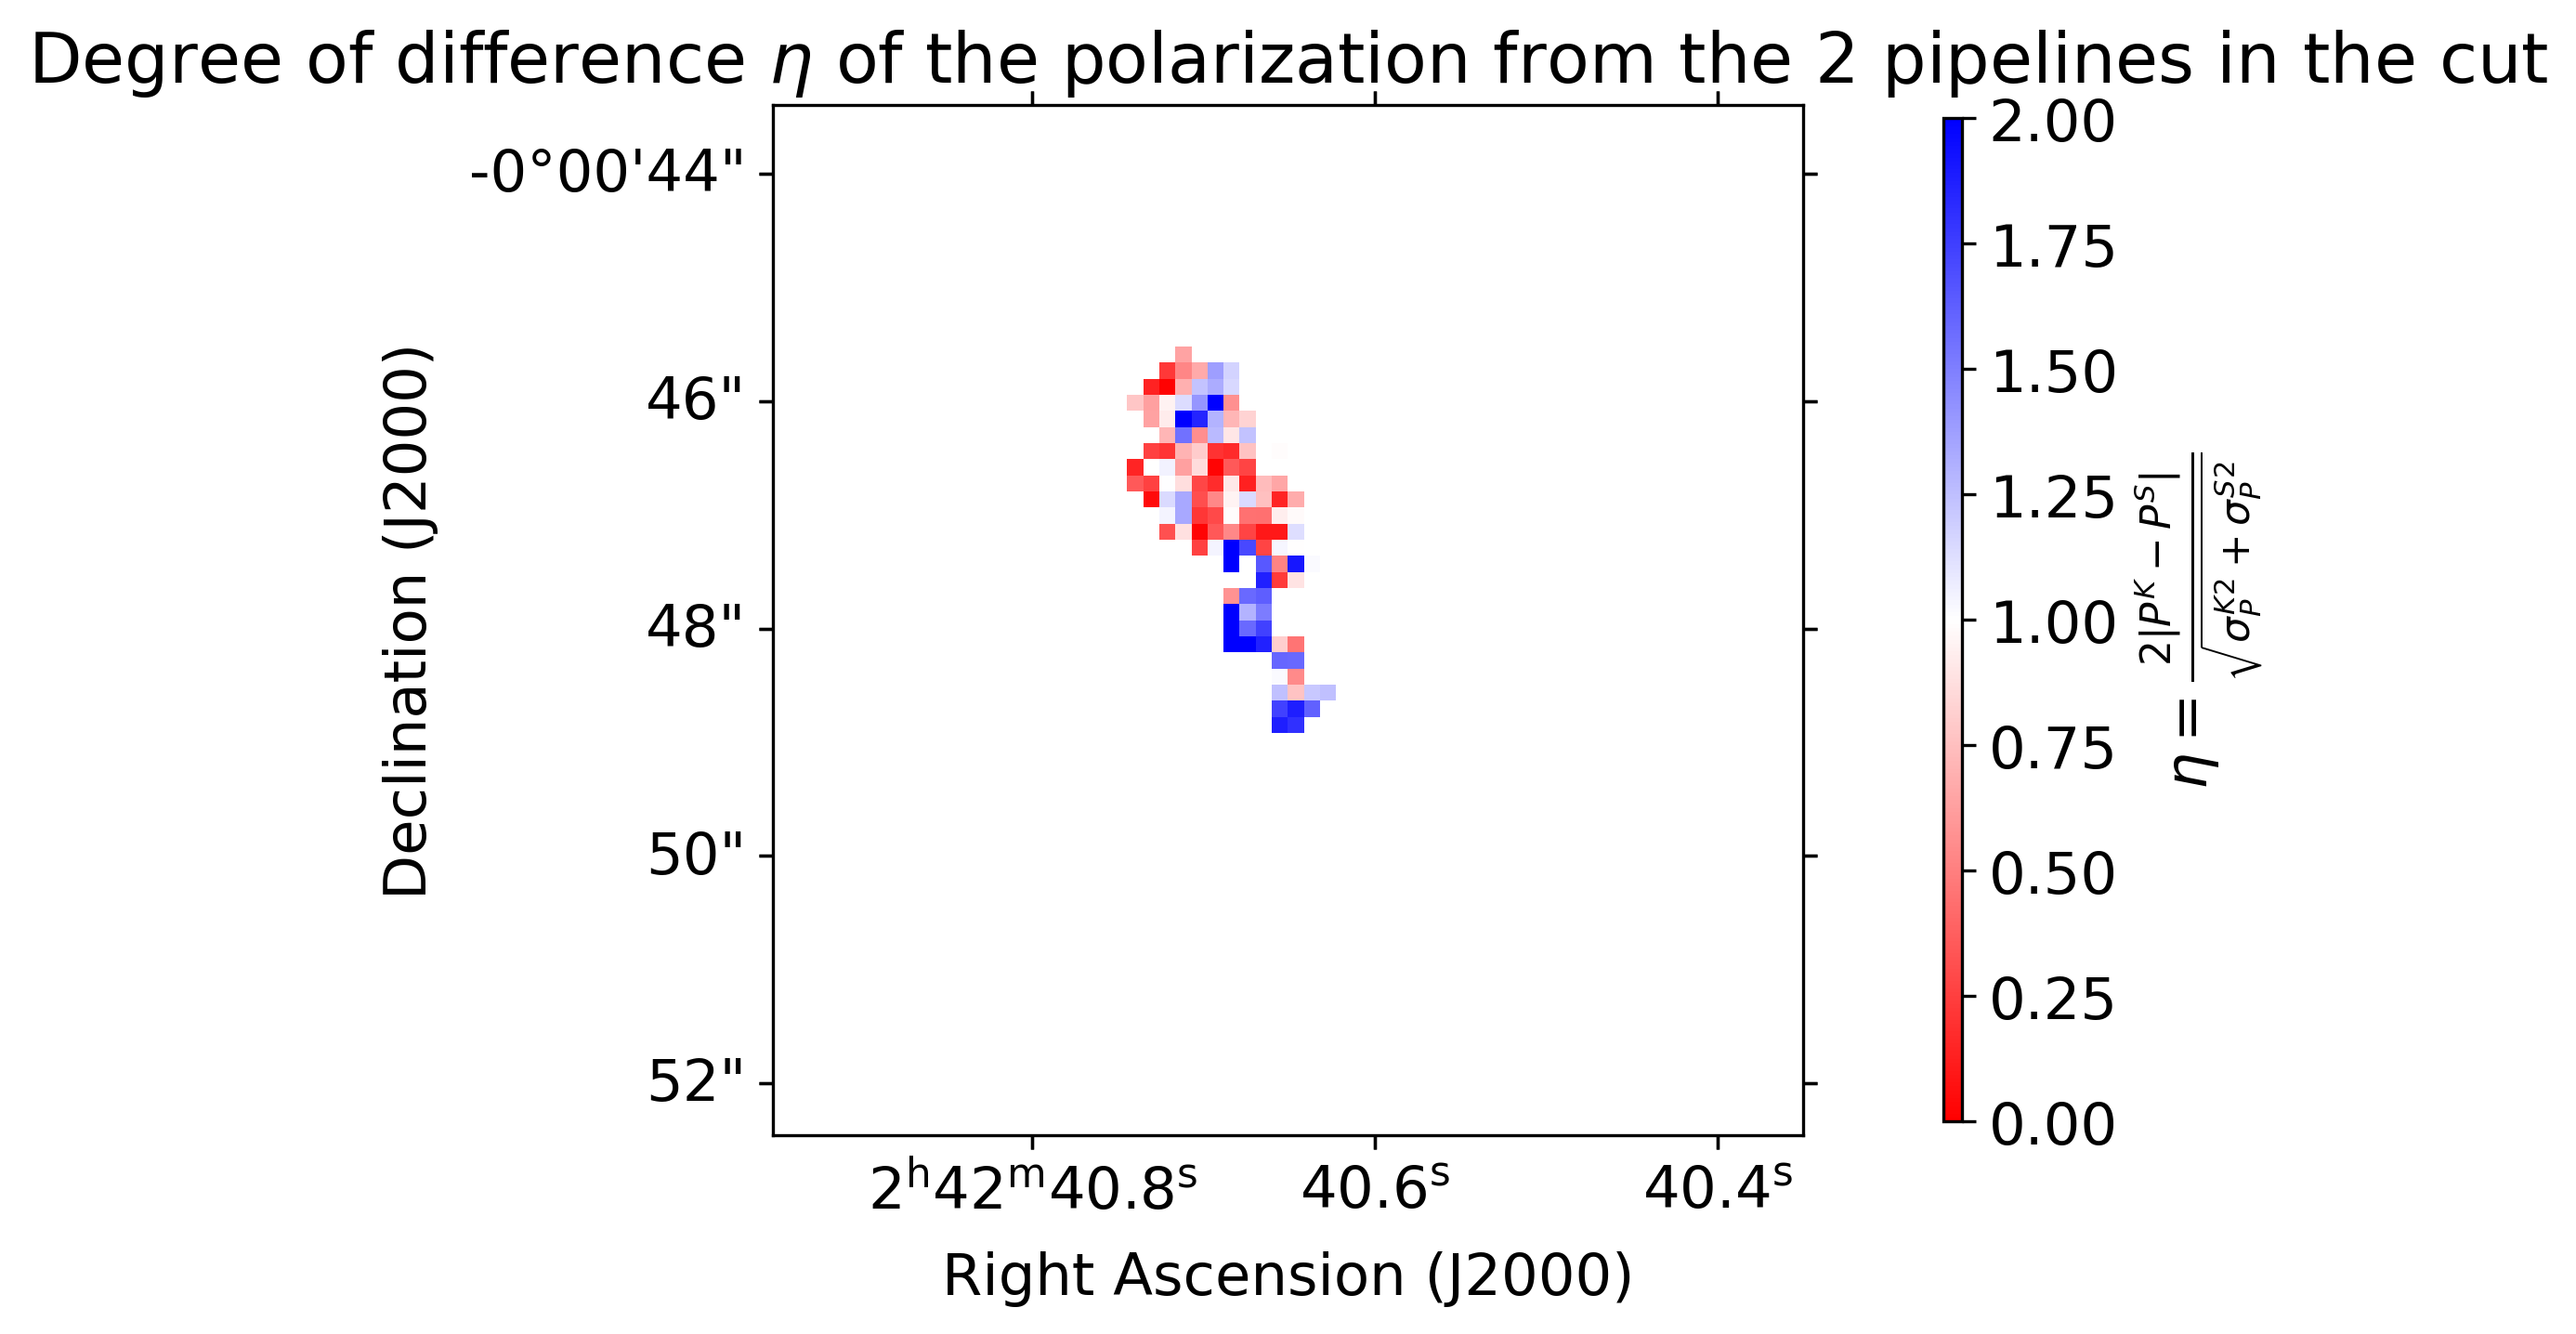 Degree of difference η of the polarization from the 2 pipelines in the cut
-0°00'44"
46"
48"
50"
52"
Declination (J2000)
2ʰ42ᵐ40.8ˢ
40.6ˢ
40.4ˢ
Right Ascension (J2000)
2.00
1.75
1.50
1.25
1.00
0.75
0.50
0.25
0.00
η = 2|P^K − P^S| / √(σ_P^K2 + σ_P^S2)